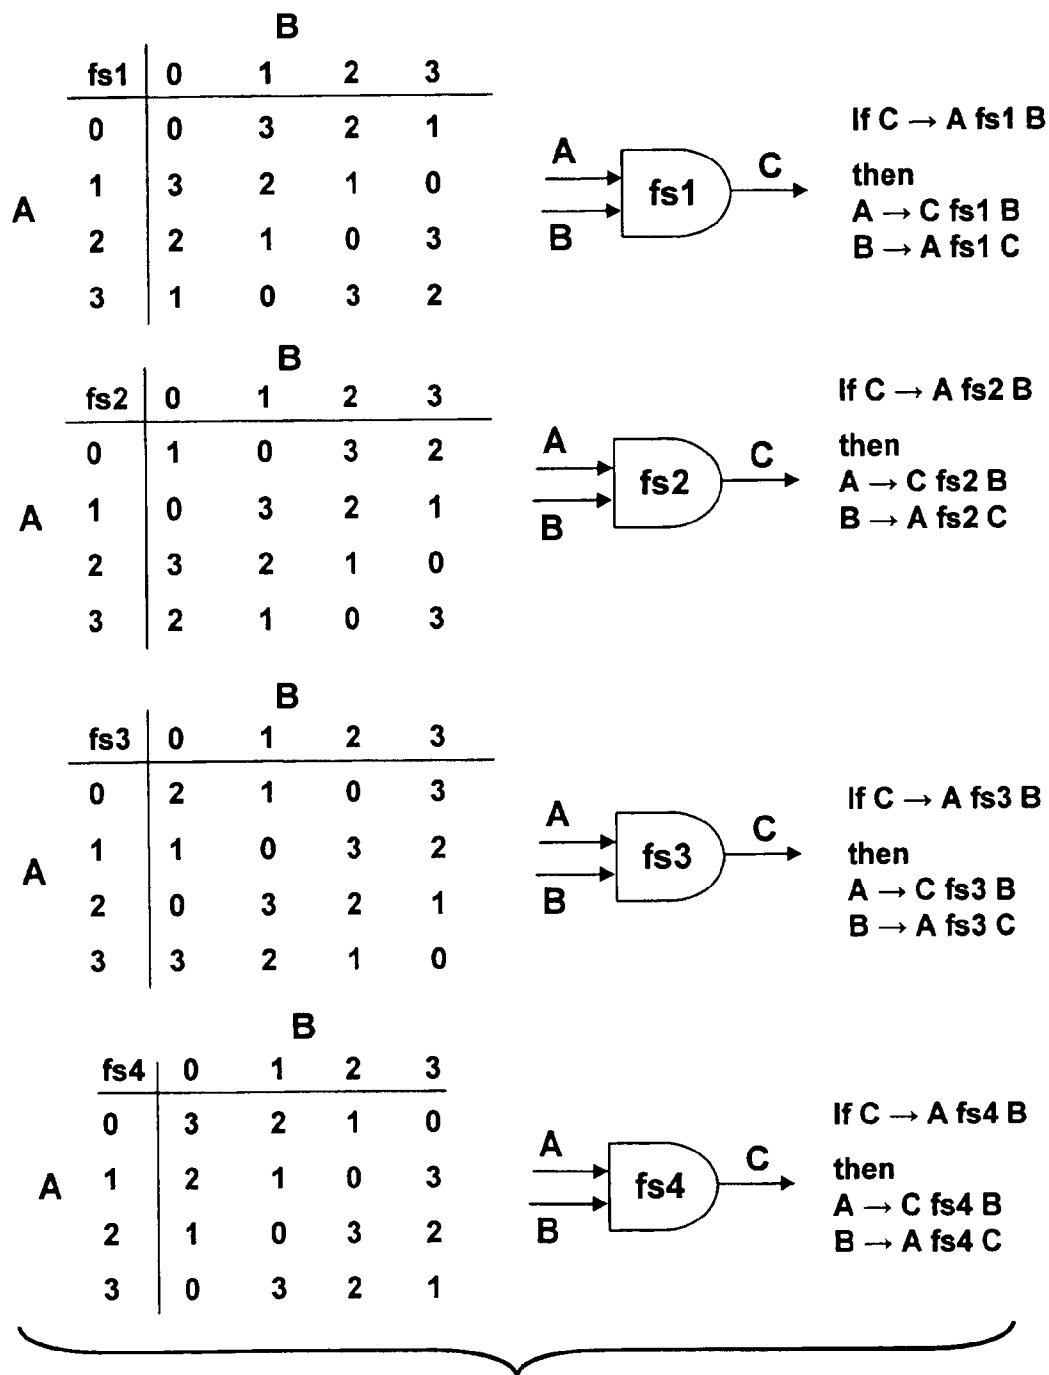 B
fs1 0 1 2 3
0 0 3 2 1
1 3 2 1 0
A
2 2 1 0 3
3 1 0 3 2
A
B
fs1
C
If C → A fs1 B
then
A → C fs1 B
B → A fs1 C
B
fs2 0 1 2 3
0 1 0 3 2
1 0 3 2 1
A
2 3 2 1 0
3 2 1 0 3
A
B
fs2
C
If C → A fs2 B
then
A → C fs2 B
B → A fs2 C
B
fs3 0 1 2 3
0 2 1 0 3
1 1 0 3 2
A
2 0 3 2 1
3 3 2 1 0
A
B
fs3
C
If C → A fs3 B
then
A → C fs3 B
B → A fs3 C
B
fs4 0 1 2 3
0 3 2 1 0
1 2 1 0 3
A
2 1 0 3 2
3 0 3 2 1
A
B
fs4
C
If C → A fs4 B
then
A → C fs4 B
B → A fs4 C